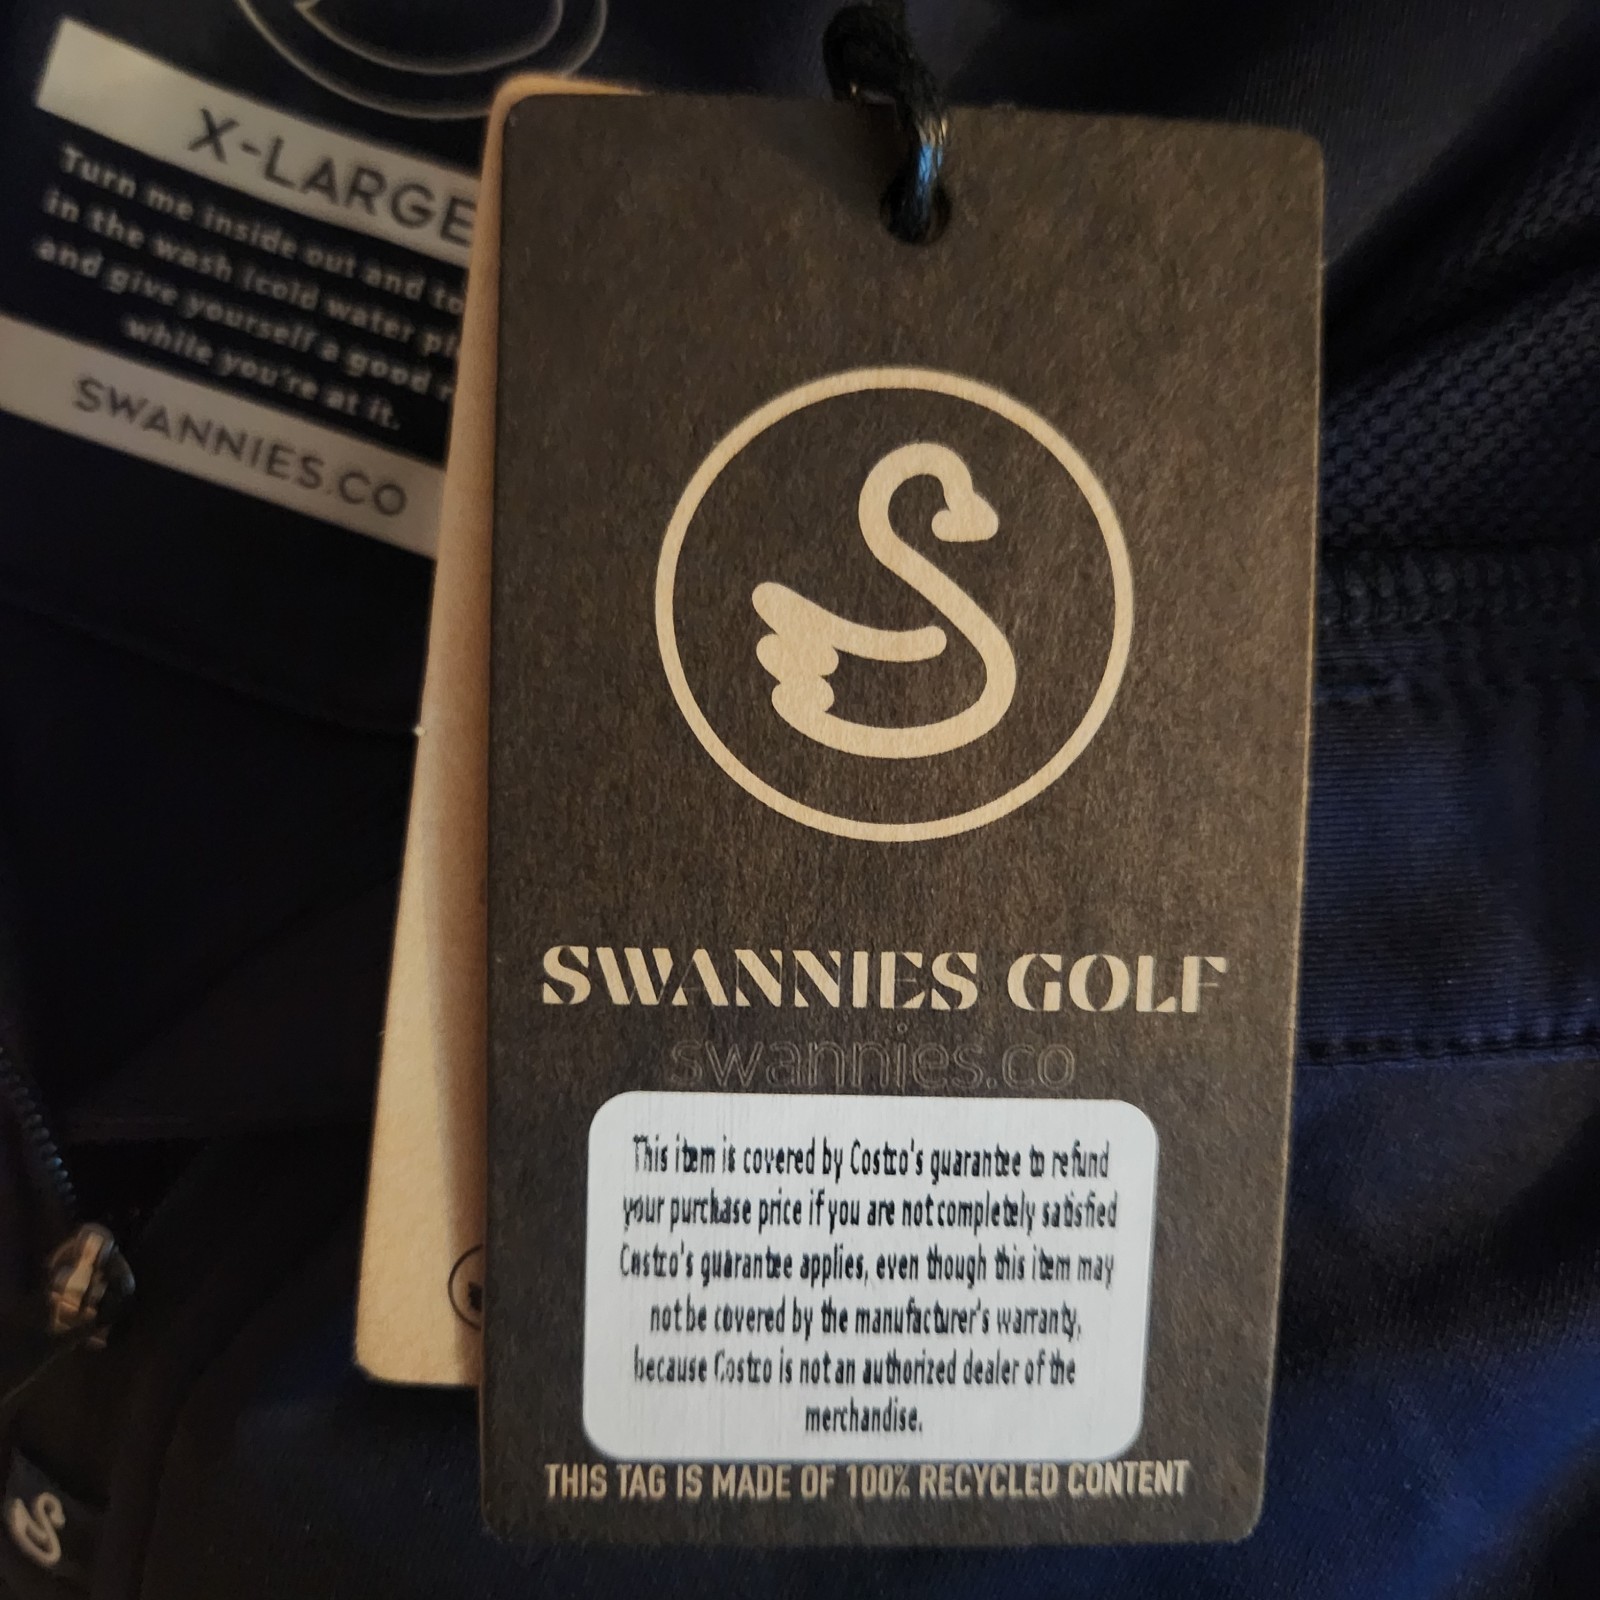 X-LARGE
Turn me inside out and
in the wash (cold water
and give yourself a good
while you're at it.
SWANNIES.CO
SWANNIES GOLF
swannies.co
This item is covered by Costco's guarantee to refund
your purchase price if you are not completely satisfied
Costco's guarantee applies, even though this item may
not be covered by the manufacturer's warranty,
because Costco is not an authorized dealer of the
merchandise.
THIS TAG IS MADE OF 100% RECYCLED CONTENT